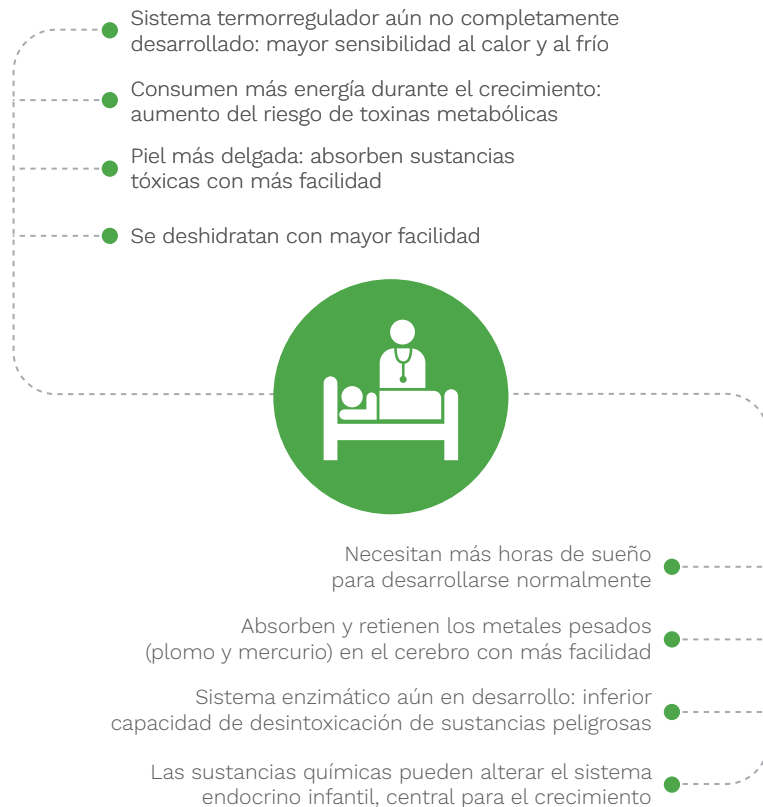 Sistema termorregulador aún no completamente
desarrollado: mayor sensibilidad al calor y al frío
Consumen más energía durante el crecimiento:
aumento del riesgo de toxinas metabólicas
Piel más delgada: absorben sustancias
tóxicas con más facilidad
Se deshidratan con mayor facilidad
Necesitan más horas de sueño
para desarrollarse normalmente
Absorben y retienen los metales pesados
(plomo y mercurio) en el cerebro con más facilidad
Sistema enzimático aún en desarrollo: inferior
capacidad de desintoxicación de sustancias peligrosas
Las sustancias químicas pueden alterar el sistema
endocrino infantil, central para el crecimiento